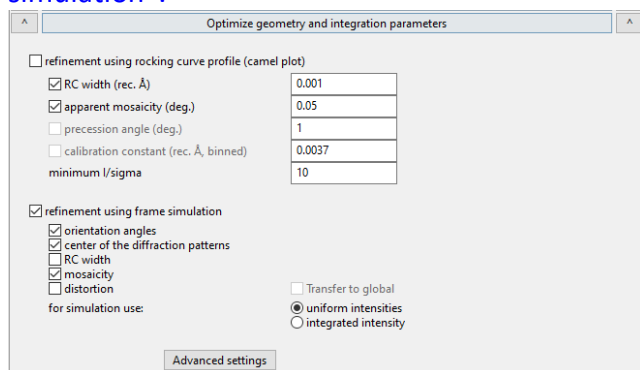 simulation".
^ Optimize geometry and integration parameters ^
refinement using rocking curve profile (camel plot)
RC width (rec. Å) 0.001
apparent mosaicity (deg.) 0.05
precession angle (deg.) 1
calibration constant (rec. Å, binned) 0.0037
minimum I/sigma 10
refinement using frame simulation
orientation angles
center of the diffraction patterns
RC width
mosaicity
distortion Transfer to global
for simulation use: uniform intensities
integrated intensity
Advanced settings